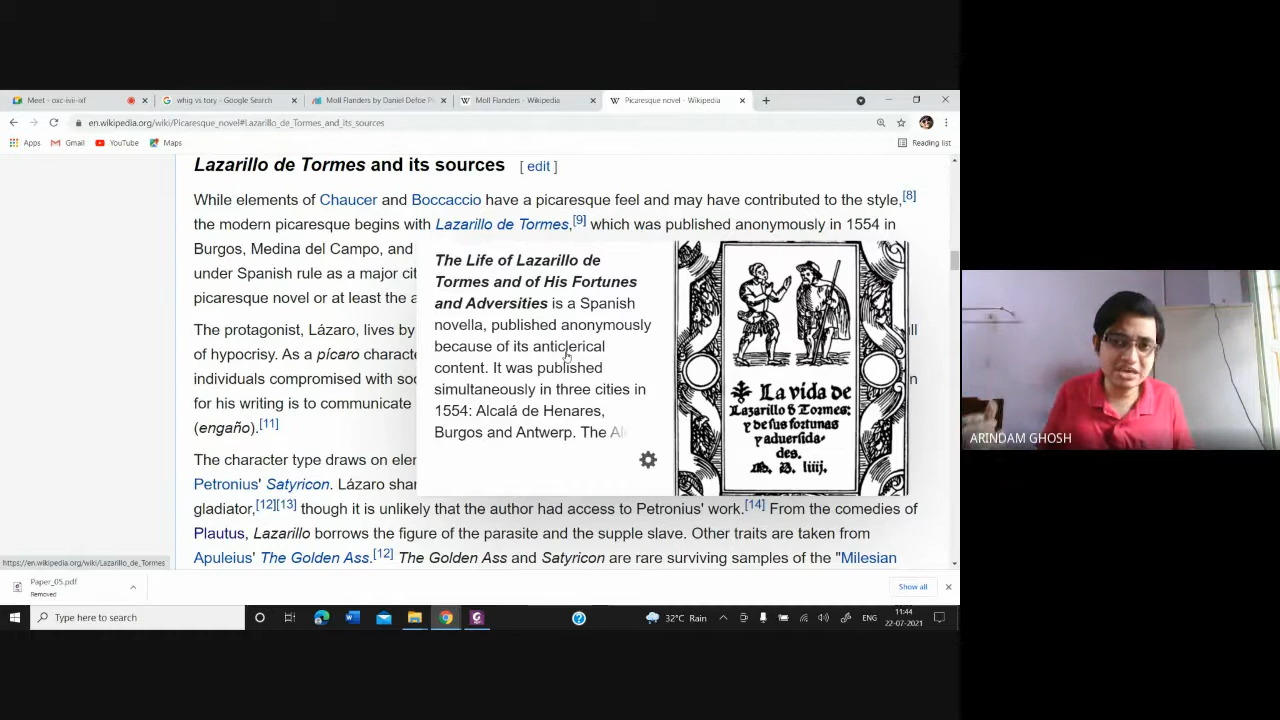 Meet - oxc-ivii-ixf
whig vs tory - Google Search
Moll Flanders by Daniel Defoe P
Moll Flanders - Wikipedia
Picaresque novel - Wikipedia
en.wikipedia.org/wiki/Picaresque_novel#Lazarillo_de_Tormes_and_its_sources
Apps Gmail YouTube Maps Reading list
Lazarillo de Tormes and its sources [ edit ]
While elements of Chaucer and Boccaccio have a picaresque feel and may have contributed to the style,[8]
the modern picaresque begins with Lazarillo de Tormes,[9] which was published anonymously in 1554 in
Burgos, Medina del Campo, and
under Spanish rule as a major cit
picaresque novel or at least the a
The protagonist, Lázaro, lives by
of hypocrisy. As a pícaro characte
individuals compromised with soc
for his writing is to communicate
(engaño).[11]
The character type draws on eler
Petronius' Satyricon. Lázaro shar
gladiator,[12][13] though it is unlikely that the author had access to Petronius' work.[14] From the comedies of
Plautus, Lazarillo borrows the figure of the parasite and the supple slave. Other traits are taken from
Apuleius' The Golden Ass.[12] The Golden Ass and Satyricon are rare surviving samples of the "Milesian
The Life of Lazarillo de
Tormes and of His Fortunes
and Adversities is a Spanish
novella, published anonymously
because of its anticlerical
content. It was published
simultaneously in three cities in
1554: Alcalá de Henares,
Burgos and Antwerp. The Al
La vida de
Lazarillo d Tormes:
y de sus fortunas
y aduersida-
des.
M. D. liiij.
ARINDAM GHOSH
https://en.wikipedia.org/wiki/Lazarillo_de_Tormes
Paper_05.pdf
Removed
Show all
Type here to search
32°C Rain
ENG
11:44
22-07-2021